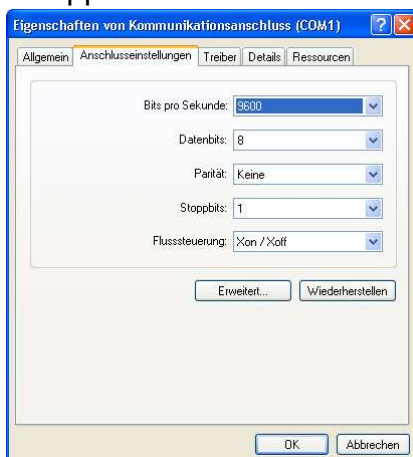 Eigenschaften von Kommunikationsanschluss (COM1)
Allgemein Anschlusseinstellungen Treiber Details Ressourcen
Bits pro Sekunde: 9600
Datenbits: 8
Parität: Keine
Stoppbits: 1
Flusssteuerung: Xon / Xoff
Erweitert... Wiederherstellen
OK Abbrechen